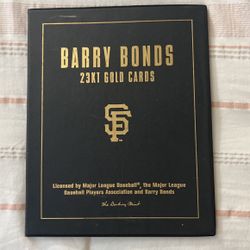 BARRY BONDS
23KT GOLD CARDS
SF
Licensed by Major League Baseball®, the Major League
Baseball Players Association and Barry Bonds
The Danbury Mint